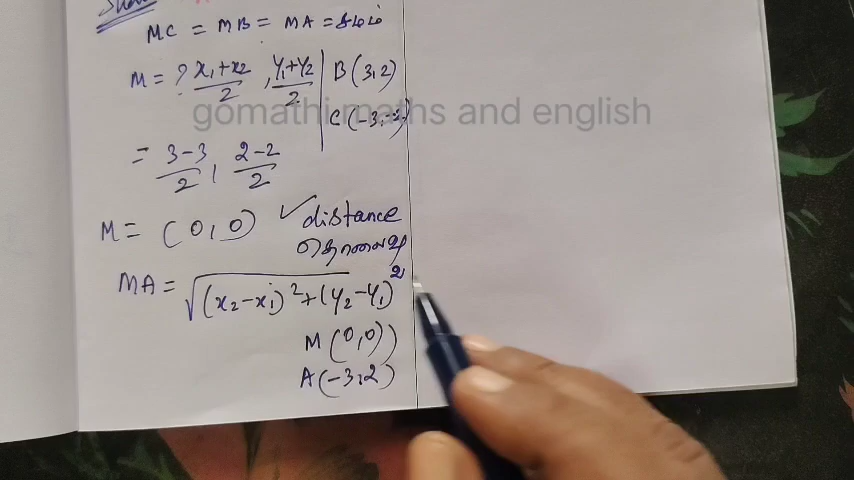 MC = MB = MA = சமம்
M = ? x₁+x₂/2 , y₁+y₂/2 B(3,2)
gomathi maths and english
C(-3,-2)
= 3-3/2 , 2-2/2
M = (0,0) ✓ distance
தொலைவு
MA = √(x₂-x₁)²+(y₂-y₁)²
M(0,0))
A(-3,2)